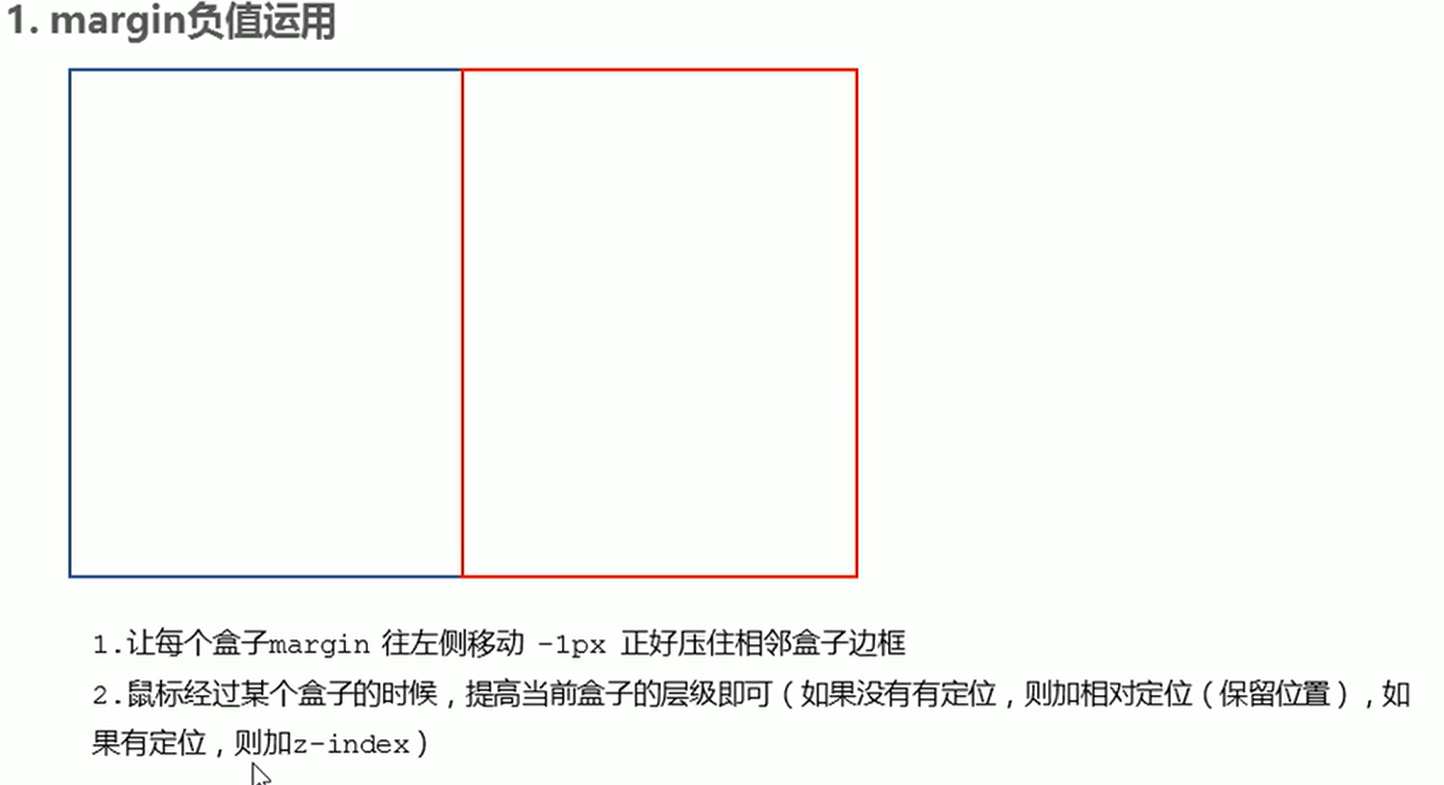 1. margin负值运用
1.让每个盒子margin 往左侧移动 -1px 正好压住相邻盒子边框
2.鼠标经过某个盒子的时候，提高当前盒子的层级即可（如果没有有定位，则加相对定位（保留位置），如
果有定位，则加z-index）